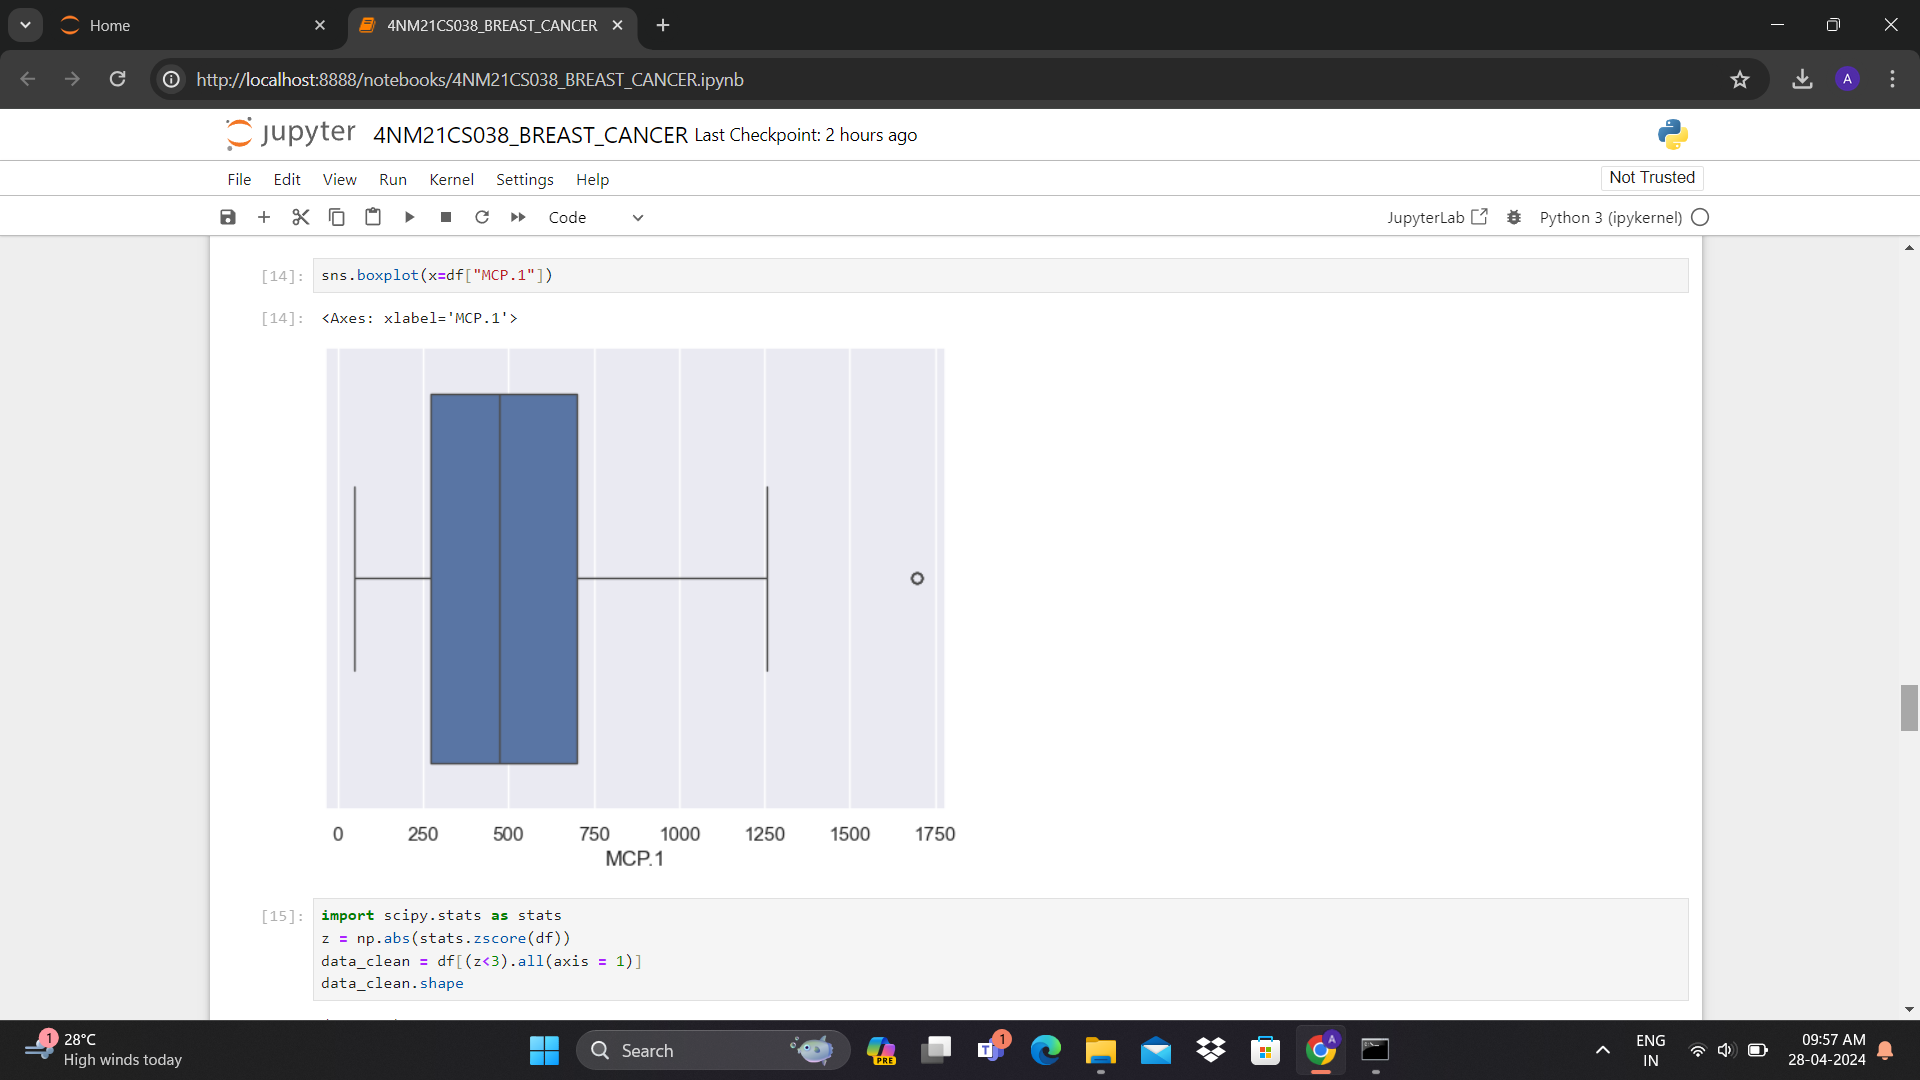 Home
4NM21CS038_BREAST_CANCER
http://localhost:8888/notebooks/4NM21CS038_BREAST_CANCER.ipynb
A
jupyter 4NM21CS038_BREAST_CANCER Last Checkpoint: 2 hours ago
File Edit View Run Kernel Settings Help
Not Trusted
Code
JupyterLab
Python 3 (ipykernel)
[14]: sns.boxplot(x=df["MCP.1"])
[14]: <Axes: xlabel='MCP.1'>
0 250 500 750 1000 1250 1500 1750
MCP.1
[15]: import scipy.stats as stats
z = np.abs(stats.zscore(df))
data_clean = df[(z<3).all(axis = 1)]
data_clean.shape
1
28°C
High winds today
Search
PRE
1
A
ENG
IN
09:57 AM
28-04-2024